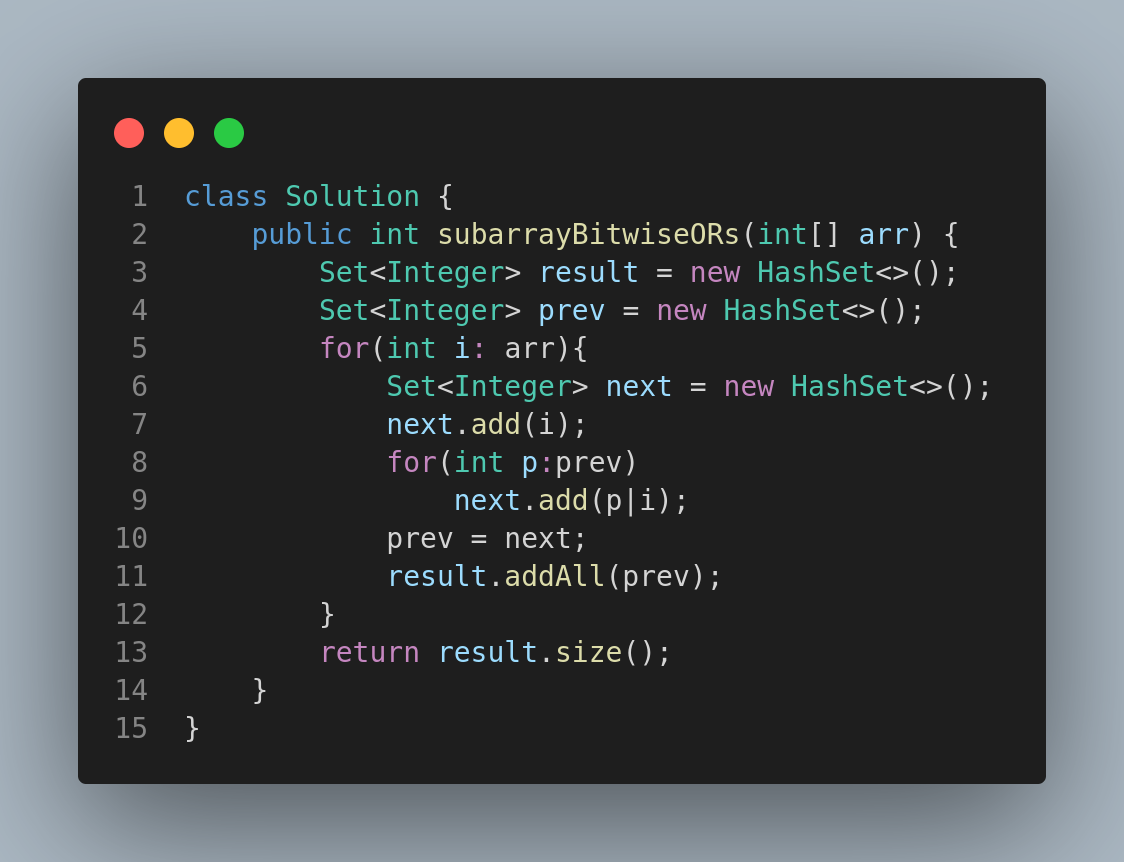 1 class Solution {
2     public int subarrayBitwiseORs(int[] arr) {
3         Set<Integer> result = new HashSet<>();
4         Set<Integer> prev = new HashSet<>();
5         for(int i: arr){
6             Set<Integer> next = new HashSet<>();
7             next.add(i);
8             for(int p:prev)
9                 next.add(p|i);
10             prev = next;
11             result.addAll(prev);
12         }
13         return result.size();
14     }
15 }